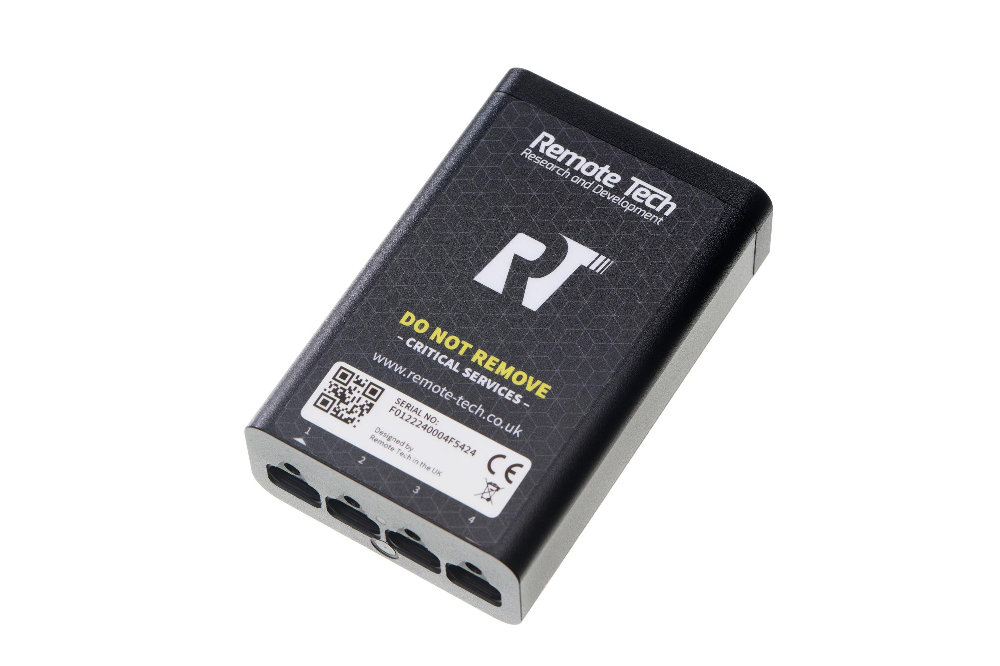 Remote Tech
Research and Development
RT
DO NOT REMOVE
– CRITICAL SERVICES –
www.remote-tech.co.uk
SERIAL NO:
F0122240004F5424
Designed by
Remote Tech in the UK
CE
1
2
3
4